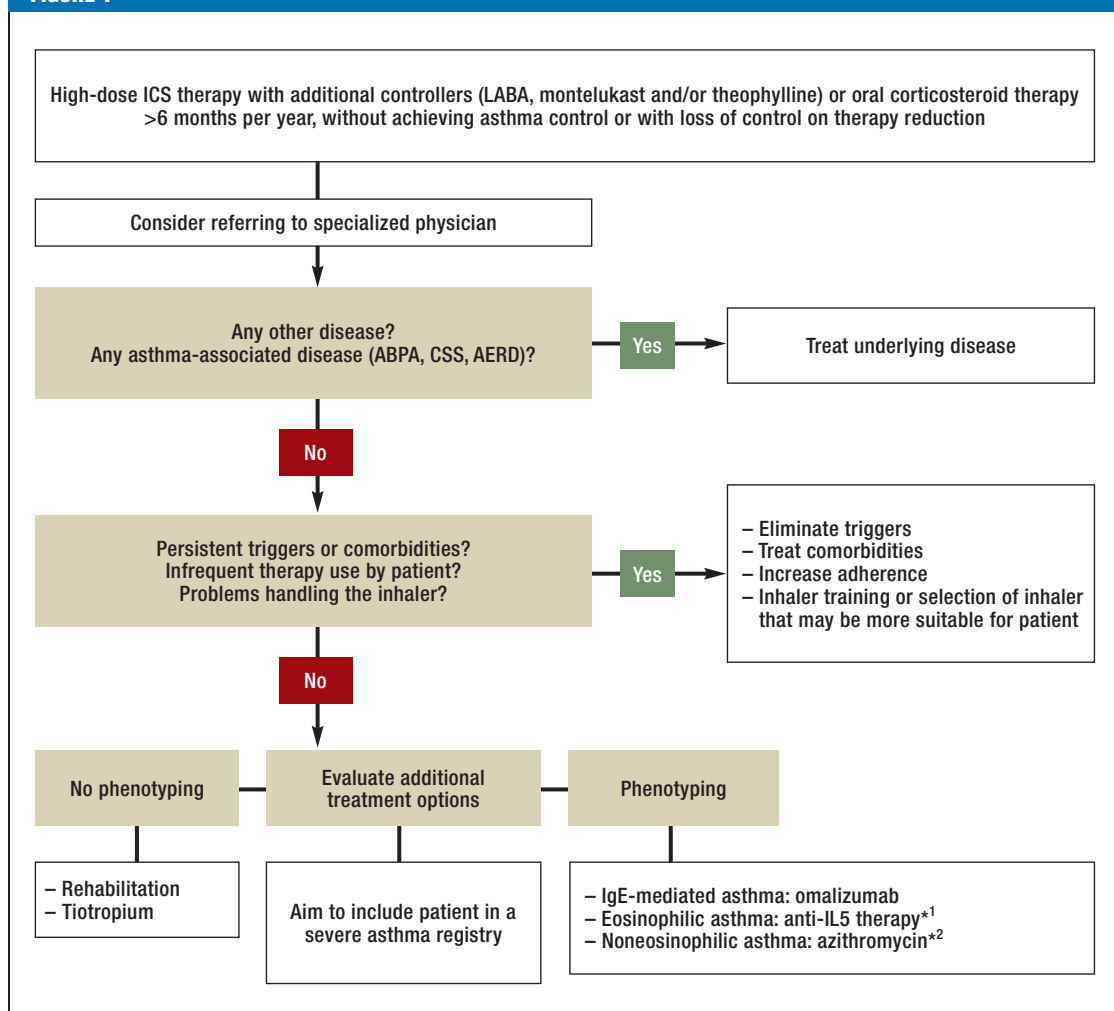 High-dose ICS therapy with additional controllers (LABA, montelukast and/or theophylline) or oral corticosteroid therapy
>6 months per year, without achieving asthma control or with loss of control on therapy reduction
Consider referring to specialized physician
Any other disease?
Any asthma-associated disease (ABPA, CSS, AERD)?
Yes
Treat underlying disease
No
Persistent triggers or comorbidities?
Infrequent therapy use by patient?
Problems handling the inhaler?
Yes
– Eliminate triggers
– Treat comorbidities
– Increase adherence
– Inhaler training or selection of inhaler
that may be more suitable for patient
No
No phenotyping
Evaluate additional
treatment options
Phenotyping
– Rehabilitation
– Tiotropium
Aim to include patient in a
severe asthma registry
– IgE-mediated asthma: omalizumab
– Eosinophilic asthma: anti-IL5 therapy*1
– Noneosinophilic asthma: azithromycin*2